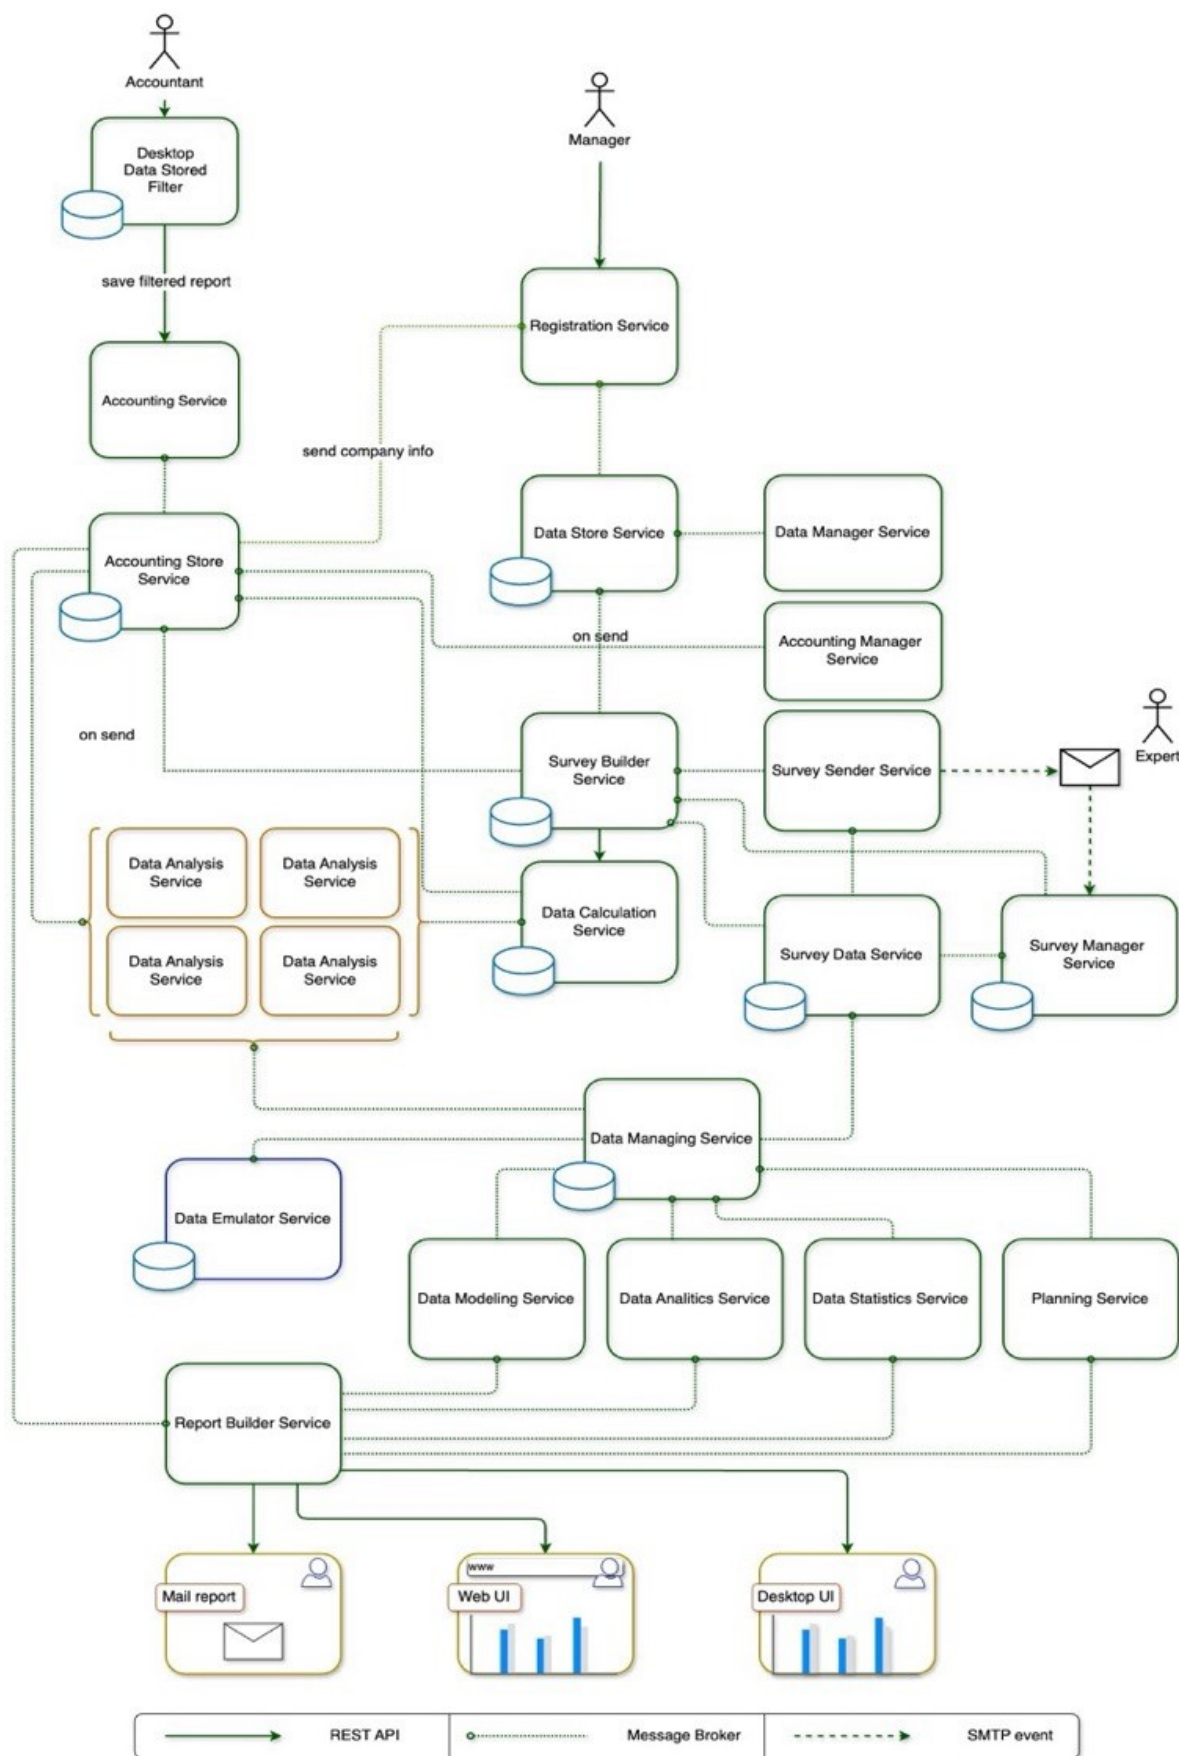 Accountant
Manager
Desktop
Data Stored
Filter
save filtered report
Registration Service
Accounting Service
send company info
Data Store Service
Data Manager Service
Accounting Store
Service
on send
Accounting Manager
Service
on send
Survey Builder
Service
Survey Sender Service
Expert
Data Analysis
Service
Data Analysis
Service
Data Analysis
Service
Data Analysis
Service
Data Calculation
Service
Survey Data Service
Survey Manager
Service
Data Managing Service
Data Emulator Service
Data Modeling Service
Data Analitics Service
Data Statistics Service
Planning Service
Report Builder Service
Mail report
www
Web UI
Desktop UI
REST API
Message Broker
SMTP event